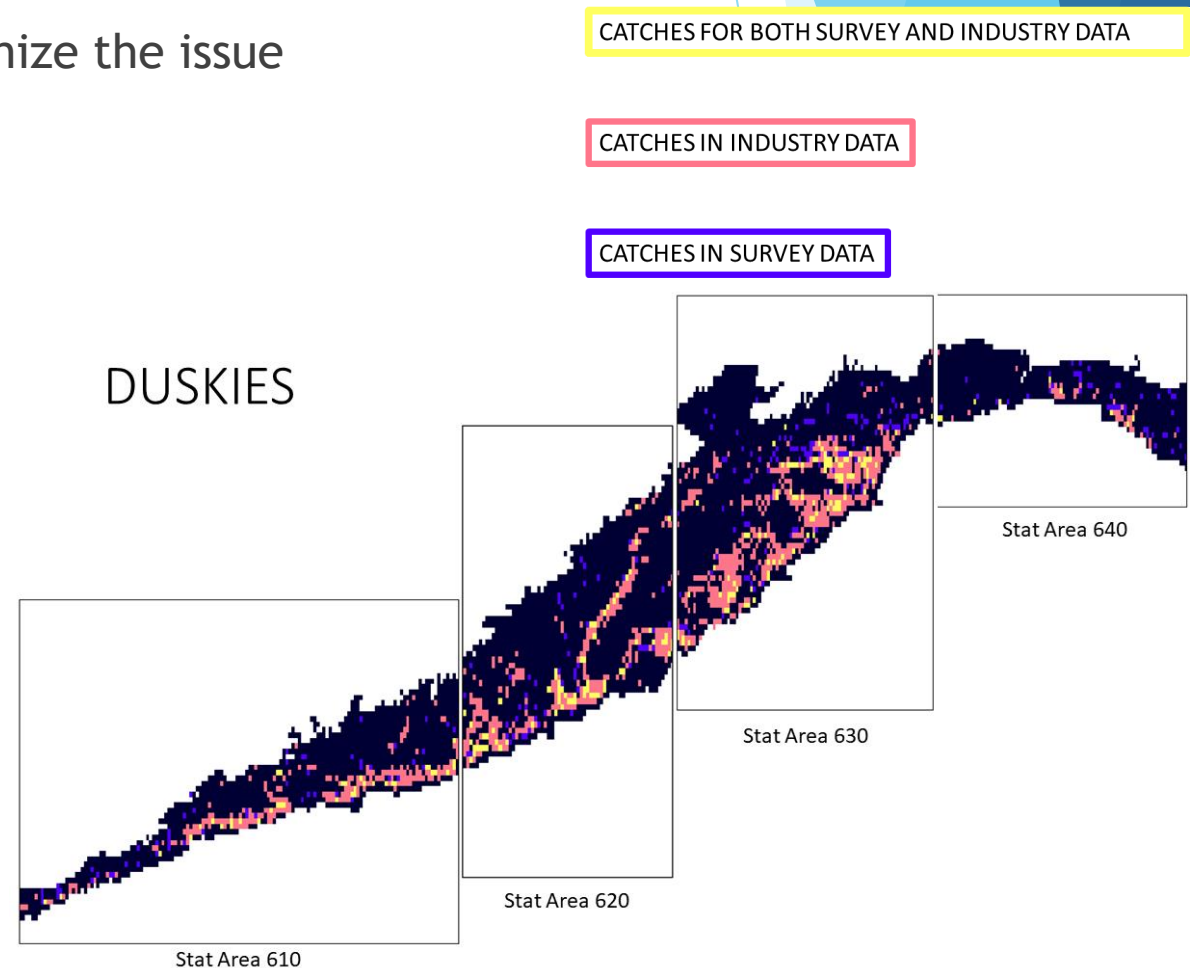 the issue
CATCHES FOR BOTH SURVEY AND INDUSTRY DATA
CATCHES IN INDUSTRY DATA
CATCHES IN SURVEY DATA
DUSKIES
Stat Area 640
Stat Area 630
Stat Area 620
Stat Area 610